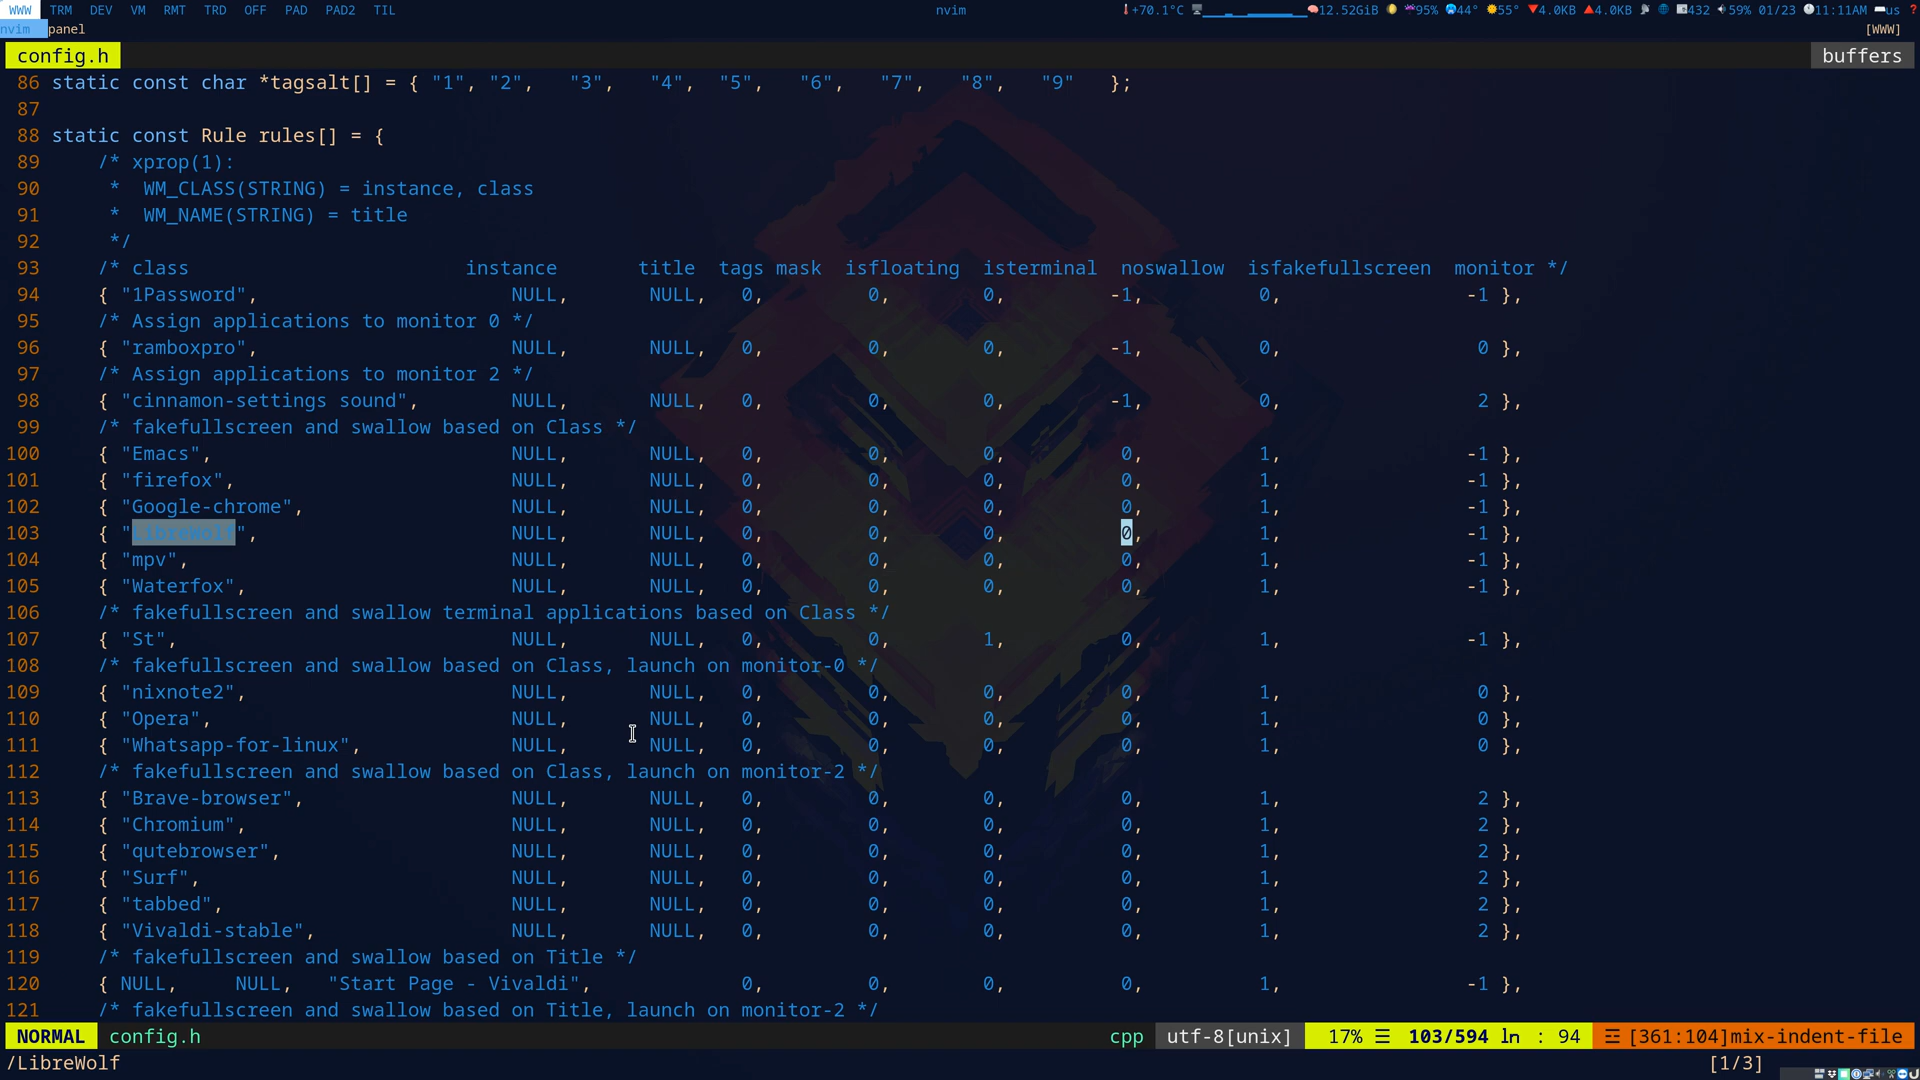 WWW TRM DEV VM RMT TRD OFF PAD PAD2 TIL nvim +70.1°C 12.52GiB 95% 44° 55° 4.0KB 4.0KB 432 59% 01/23 11:11AM us ?
nvim panel [WWW]
config.h buffers
86 static const char *tagsalt[] = { "1", "2", "3", "4", "5", "6", "7", "8", "9" };
87
88 static const Rule rules[] = {
89 /* xprop(1):
90 * WM_CLASS(STRING) = instance, class
91 * WM_NAME(STRING) = title
92 */
93 /* class instance title tags mask isfloating isterminal noswallow isfakefullscreen monitor */
94 { "1Password", NULL, NULL, 0, 0, 0, -1, 0, -1 },
95 /* Assign applications to monitor 0 */
96 { "ramboxpro", NULL, NULL, 0, 0, 0, -1, 0, 0 },
97 /* Assign applications to monitor 2 */
98 { "cinnamon-settings sound", NULL, NULL, 0, 0, 0, -1, 0, 2 },
99 /* fakefullscreen and swallow based on Class */
100 { "Emacs", NULL, NULL, 0, 0, 0, 0, 1, -1 },
101 { "firefox", NULL, NULL, 0, 0, 0, 0, 1, -1 },
102 { "Google-chrome", NULL, NULL, 0, 0, 0, 0, 1, -1 },
103 { "LibreWolf", NULL, NULL, 0, 0, 0, 0, 1, -1 },
104 { "mpv", NULL, NULL, 0, 0, 0, 0, 1, -1 },
105 { "Waterfox", NULL, NULL, 0, 0, 0, 0, 1, -1 },
106 /* fakefullscreen and swallow terminal applications based on Class */
107 { "St", NULL, NULL, 0, 0, 1, 0, 1, -1 },
108 /* fakefullscreen and swallow based on Class, launch on monitor-0 */
109 { "nixnote2", NULL, NULL, 0, 0, 0, 0, 1, 0 },
110 { "Opera", NULL, NULL, 0, 0, 0, 0, 1, 0 },
111 { "Whatsapp-for-linux", NULL, NULL, 0, 0, 0, 0, 1, 0 },
112 /* fakefullscreen and swallow based on Class, launch on monitor-2 */
113 { "Brave-browser", NULL, NULL, 0, 0, 0, 0, 1, 2 },
114 { "Chromium", NULL, NULL, 0, 0, 0, 0, 1, 2 },
115 { "qutebrowser", NULL, NULL, 0, 0, 0, 0, 1, 2 },
116 { "Surf", NULL, NULL, 0, 0, 0, 0, 1, 2 },
117 { "tabbed", NULL, NULL, 0, 0, 0, 0, 1, 2 },
118 { "Vivaldi-stable", NULL, NULL, 0, 0, 0, 0, 1, 2 },
119 /* fakefullscreen and swallow based on Title */
120 { NULL, NULL, "Start Page - Vivaldi", 0, 0, 0, 0, 1, -1 },
121 /* fakefullscreen and swallow based on Title, launch on monitor-2 */
NORMAL config.h cpp utf-8[unix] 17% ☰ 103/594 ln : 94 ☲ [361:104]mix-indent-file
/LibreWolf [1/3]